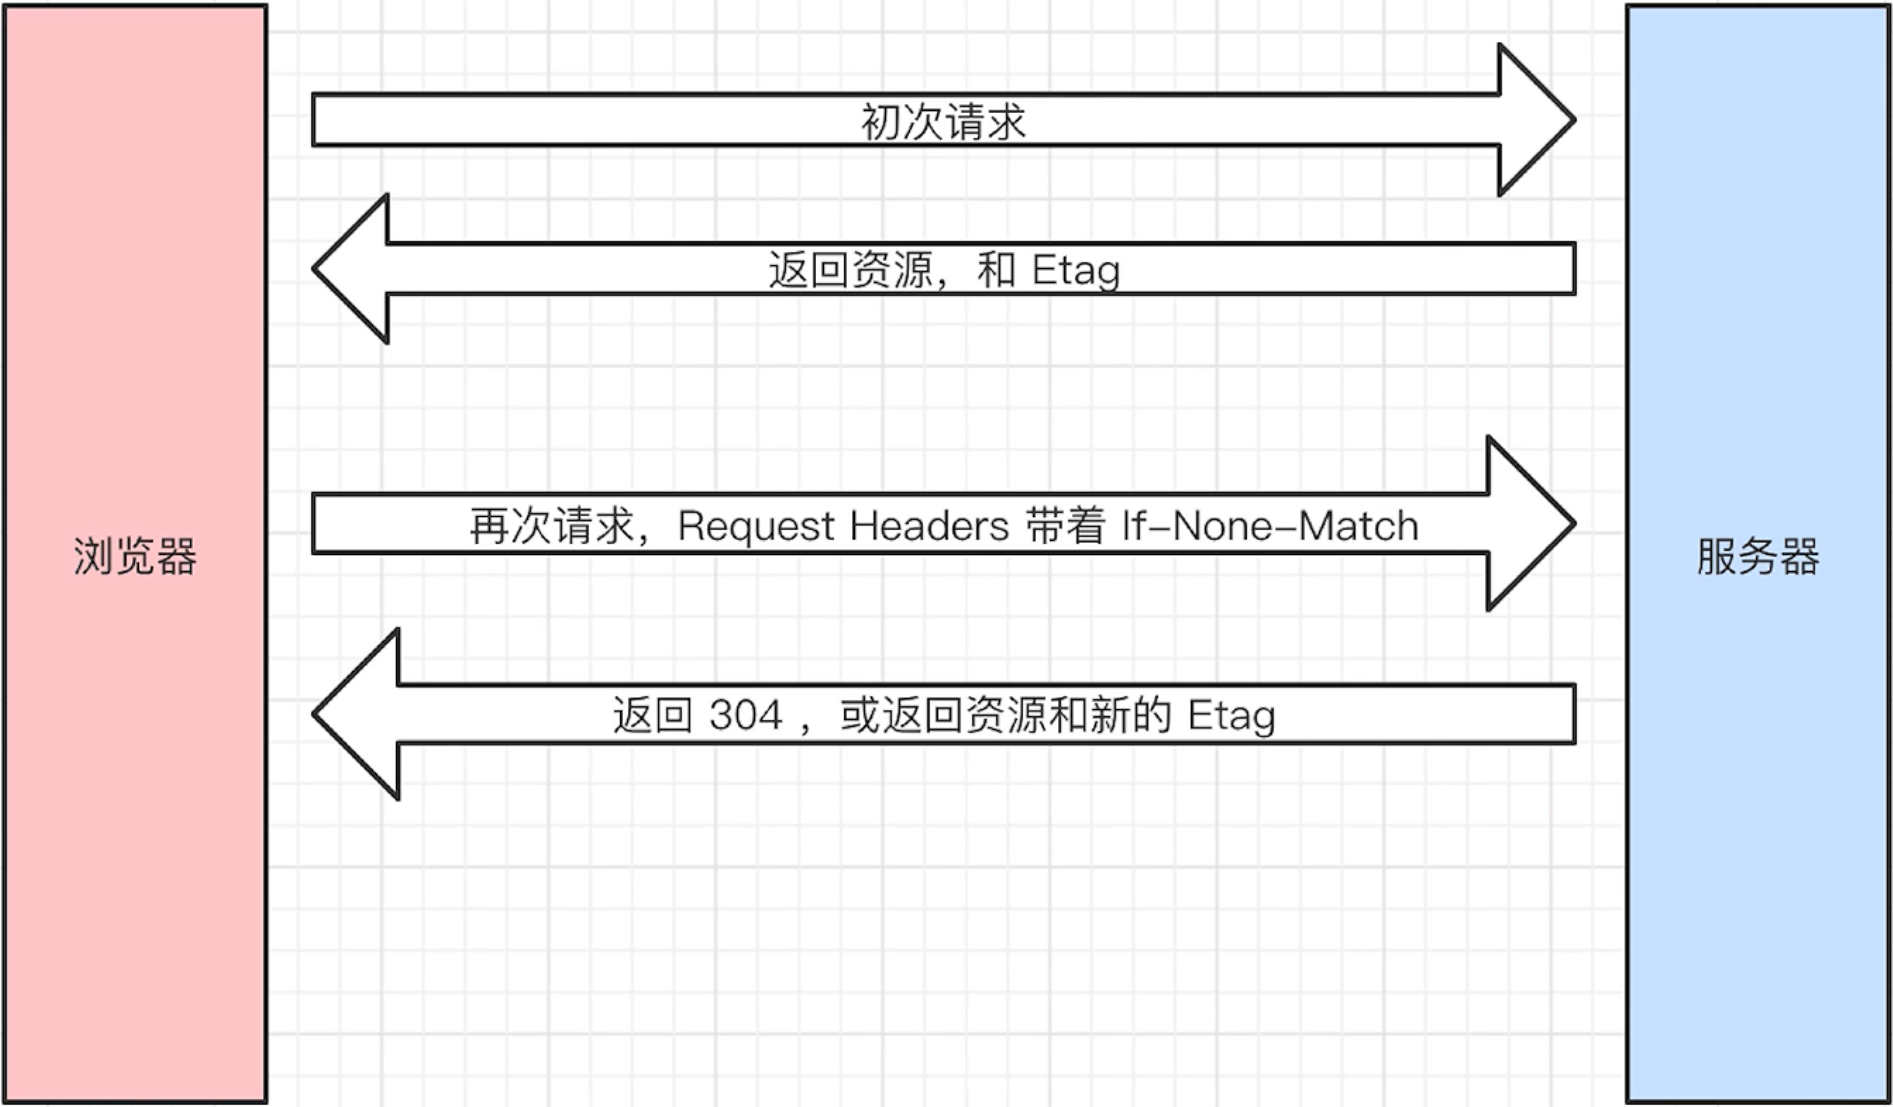 初次请求
返回资源，和 Etag
再次请求，Request Headers 带着 If-None-Match
浏览器
服务器
返回 304 ，或返回资源和新的 Etag